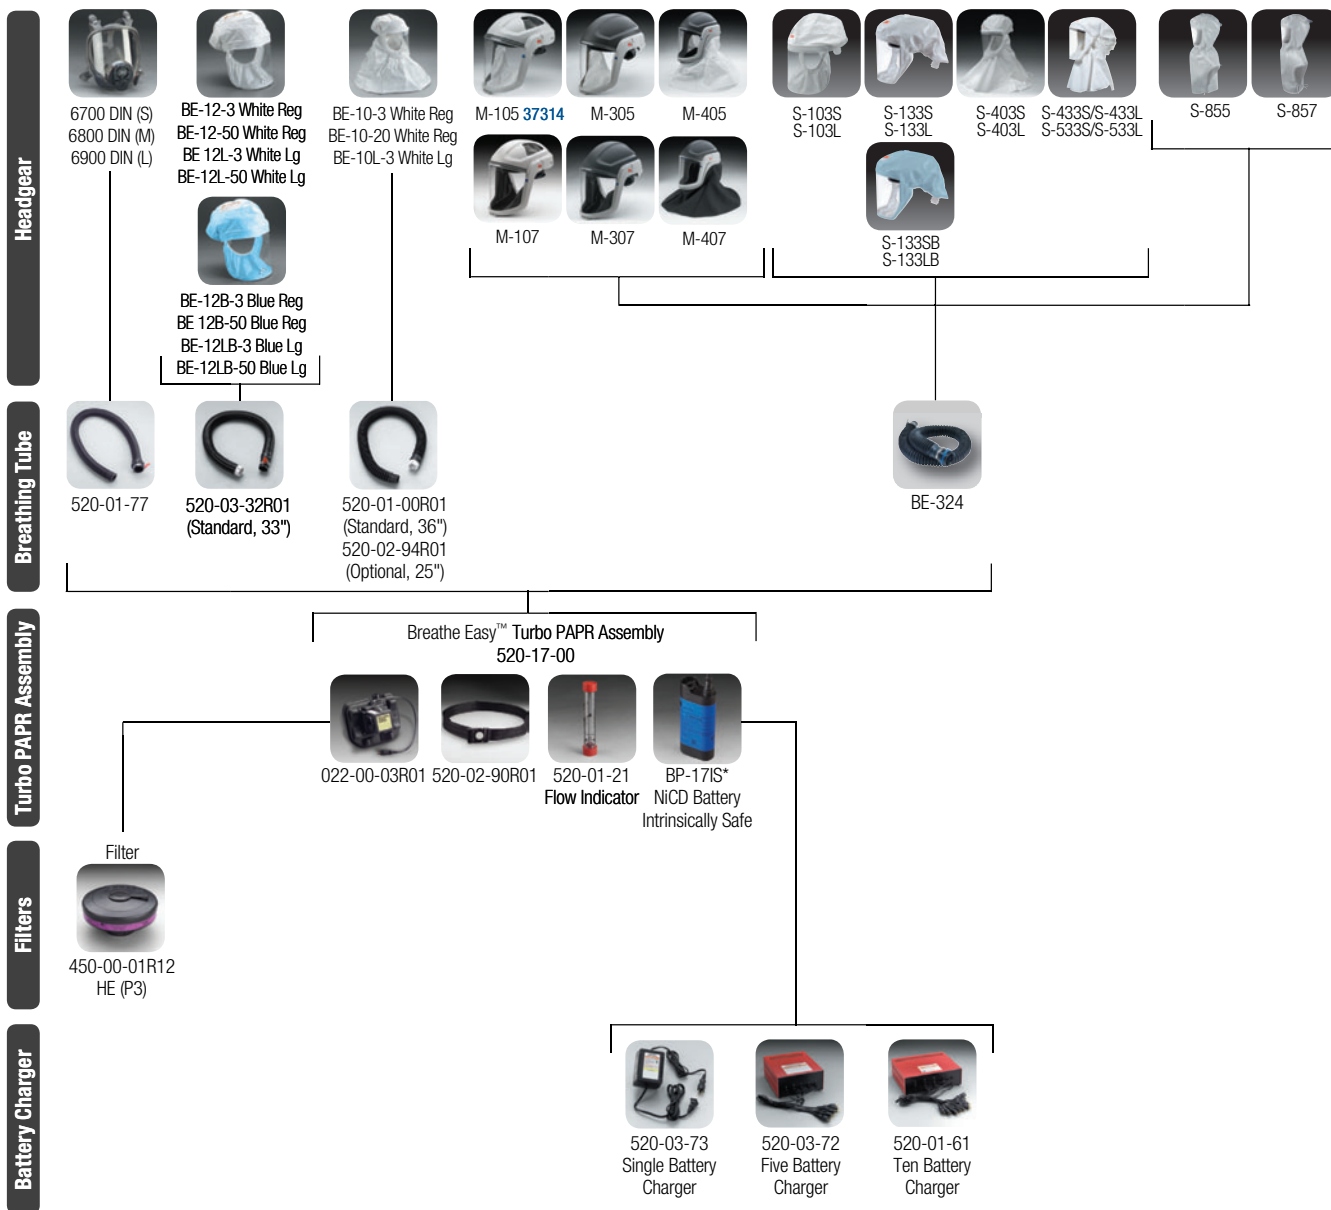 Headgear
6700 DIN (S)
6800 DIN (M)
6900 DIN (L)
BE-12-3 White Reg
BE-12-50 White Reg
BE 12L-3 White Lg
BE-12L-50 White Lg
BE-12B-3 Blue Reg
BE 12B-50 Blue Reg
BE-12LB-3 Blue Lg
BE-12LB-50 Blue Lg
BE-10-3 White Reg
BE-10-20 White Reg
BE-10L-3 White Lg
M-105 37314
M-305
M-405
M-107
M-307
M-407
S-103S
S-103L
S-133S
S-133L
S-133SB
S-133LB
S-403S
S-403L
S-433S/S-433L
S-533S/S-533L
S-855
S-857
Breathing Tube
520-01-77
520-03-32R01
(Standard, 33")
520-01-00R01
(Standard, 36")
520-02-94R01
(Optional, 25")
BE-324
Turbo PAPR Assembly
Breathe Easy™ Turbo PAPR Assembly
520-17-00
022-00-03R01
520-02-90R01
520-01-21
Flow Indicator
BP-17IS*
NiCD Battery
Intrinsically Safe
Filters
Filter
450-00-01R12
HE (P3)
Battery Charger
520-03-73
Single Battery
Charger
520-03-72
Five Battery
Charger
520-01-61
Ten Battery
Charger